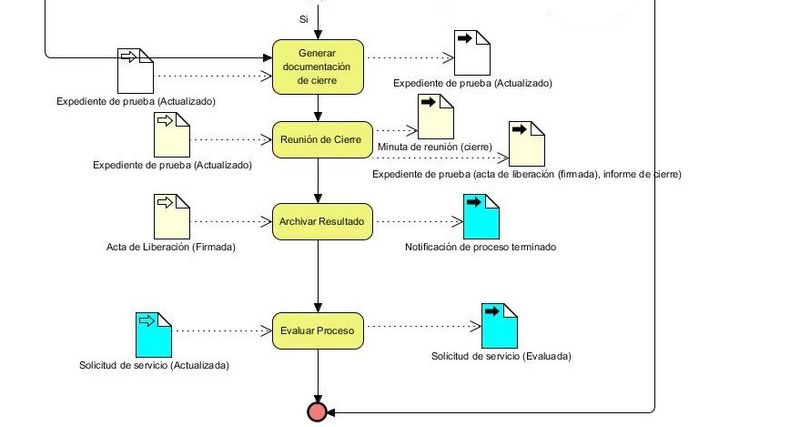 Si
Generar
documentación
de cierre
Expediente de prueba (Actualizado)
Expediente de prueba (Actualizado)
Reunión de Cierre
Minuta de reunión (cierre)
Expediente de prueba (Actualizado)
Expediente de prueba (acta de liberación (firmada), informe de cierre)
Archivar Resultado
Acta de Liberación (Firmada)
Notificación de proceso terminado
Evaluar Proceso
Solicitud de servicio (Evaluada)
Solicitud de servicio (Actualizada)